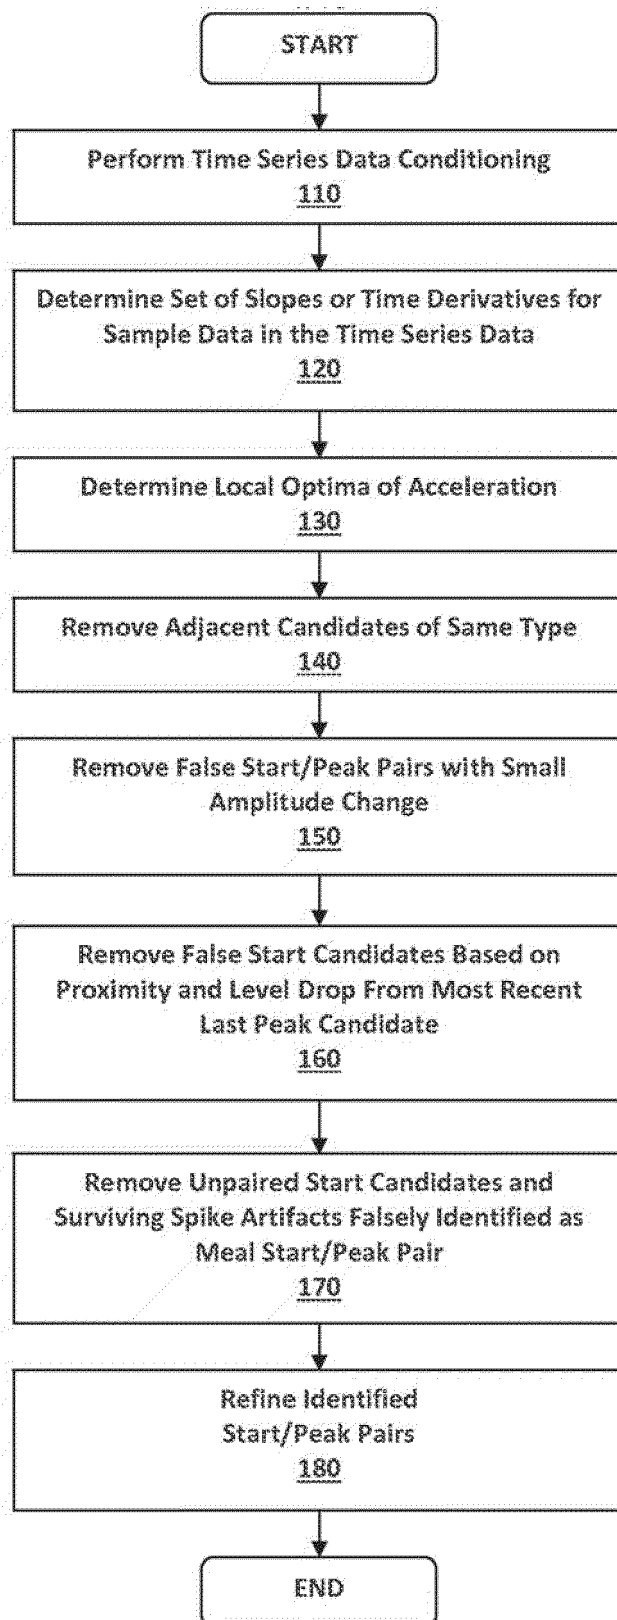 START
Perform Time Series Data Conditioning
110
Determine Set of Slopes or Time Derivatives for
Sample Data in the Time Series Data
120
Determine Local Optima of Acceleration
130
Remove Adjacent Candidates of Same Type
140
Remove False Start/Peak Pairs with Small
Amplitude Change
150
Remove False Start Candidates Based on
Proximity and Level Drop From Most Recent
Last Peak Candidate
160
Remove Unpaired Start Candidates and
Surviving Spike Artifacts Falsely Identified as
Meal Start/Peak Pair
170
Refine Identified
Start/Peak Pairs
180
END